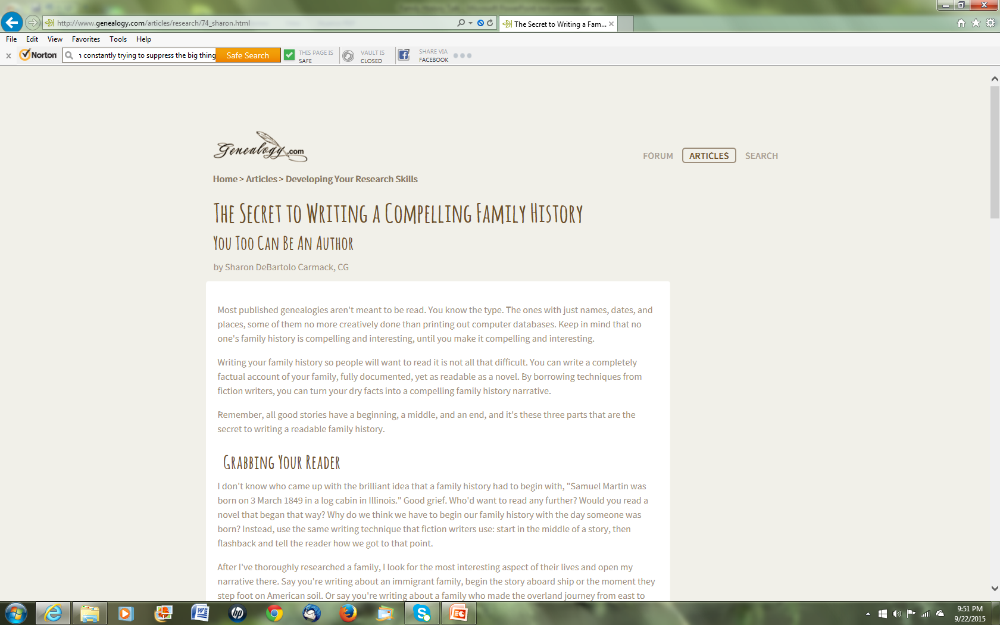 http://www.genealogy.com/articles/research/74_sharon.html
The Secret to Writing a Fam...
File Edit View Favorites Tools Help
Norton
constantly trying to suppress the big thing
Safe Search
THIS PAGE IS
SAFE
VAULT IS
CLOSED
SHARE VIA
FACEBOOK
Genealogy.com
FORUM ARTICLES SEARCH
Home > Articles > Developing Your Research Skills
The Secret to Writing a Compelling Family History
You Too Can Be An Author
by Sharon DeBartolo Carmack, CG
Most published genealogies aren't meant to be read. You know the type. The ones with just names, dates, and
places, some of them no more creatively done than printing out computer databases. Keep in mind that no
one's family history is compelling and interesting, until you make it compelling and interesting.
Writing your family history so people will want to read it is not all that difficult. You can write a completely
factual account of your family, fully documented, yet as readable as a novel. By borrowing techniques from
fiction writers, you can turn your dry facts into a compelling family history narrative.
Remember, all good stories have a beginning, a middle, and an end, and it's these three parts that are the
secret to writing a readable family history.
Grabbing Your Reader
I don't know who came up with the brilliant idea that a family history had to begin with, "Samuel Martin was
born on 3 March 1849 in a log cabin in Illinois." Good grief. Who'd want to read any further? Would you read a
novel that began that way? Why do we think we have to begin our family history with the day someone was
born? Instead, use the same writing technique that fiction writers use: start in the middle of a story, then
flashback and tell the reader how we got to that point.
After I've thoroughly researched a family, I look for the most interesting aspect of their lives and open my
narrative there. Say you're writing about an immigrant family, begin the story aboard ship or the moment they
step foot on American soil. Or say you're writing about a family who made the overland journey from east to
hp
9:51 PM
9/22/2015